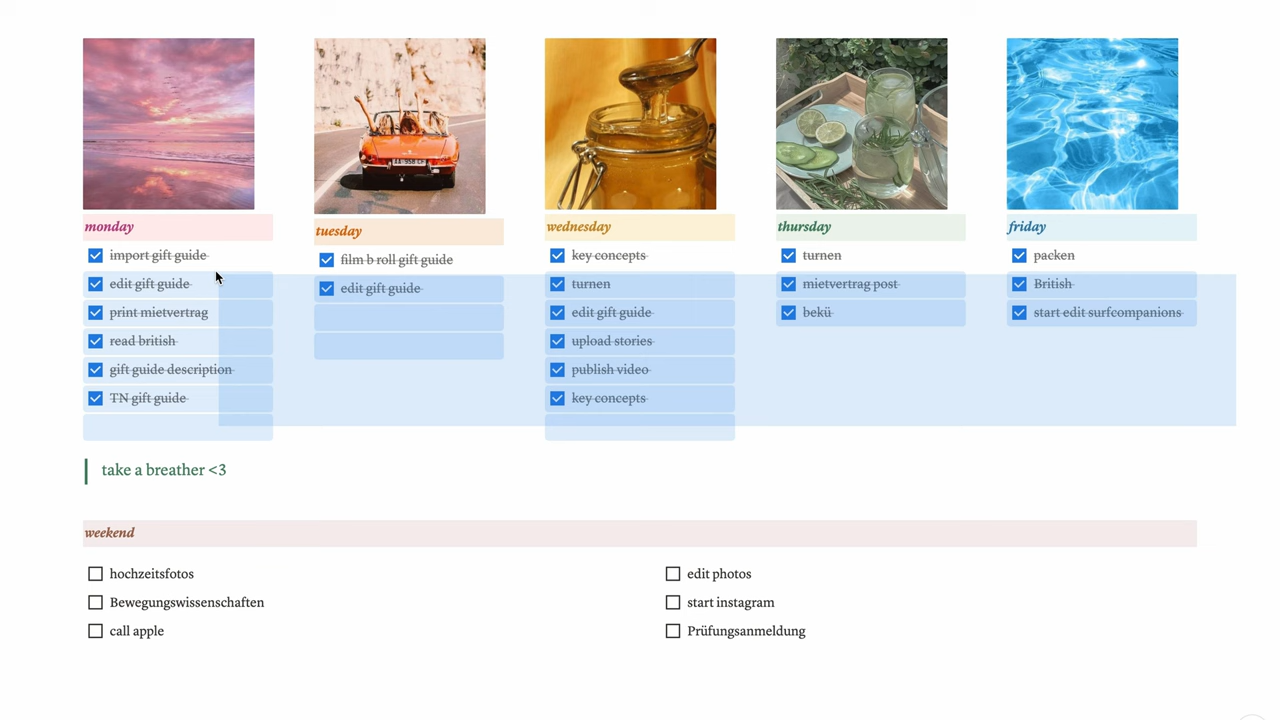 monday
import gift guide
edit gift guide
print mietvertrag
read british
gift guide description
TN gift guide
tuesday
film b roll gift guide
edit gift guide
wednesday
key concepts
turnen
edit gift guide
upload stories
publish video
key concepts
thursday
turnen
mietvertrag post
bekü
friday
packen
British
start edit surfcompanions
take a breather <3
weekend
hochzeitsfotos
Bewegungswissenschaften
call apple
edit photos
start instagram
Prüfungsanmeldung